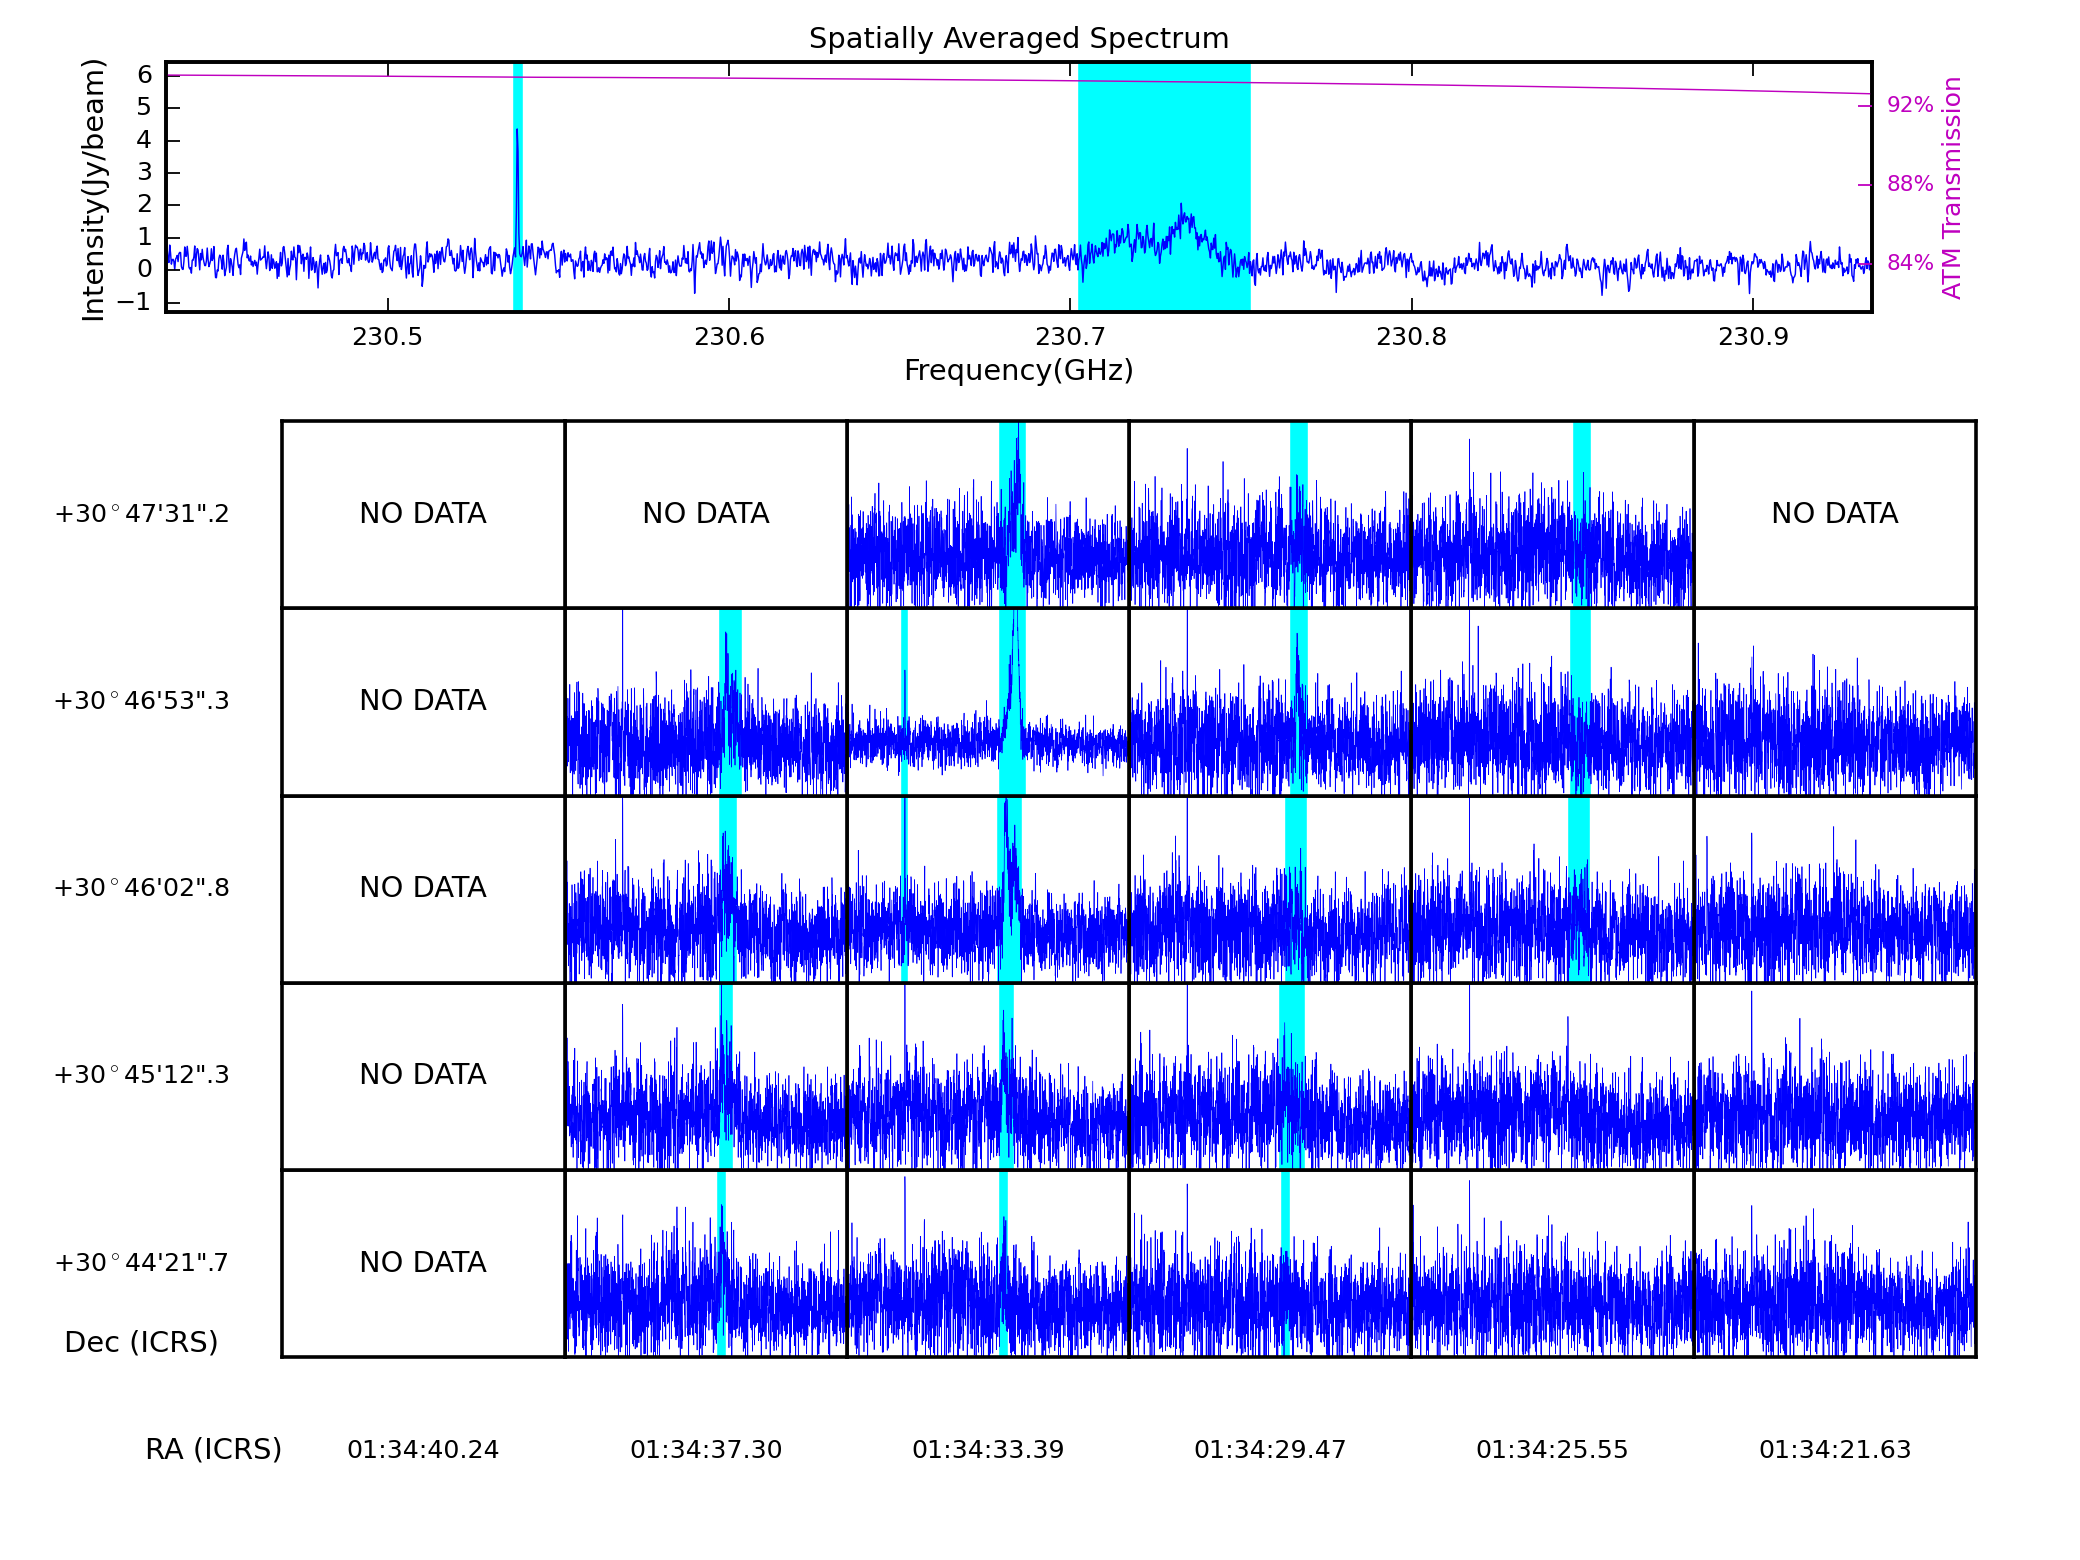 Spatially Averaged Spectrum
Intensity(Jy/beam)
6
5
4
3
2
1
0
−1
92%
88%
84%
ATM Transmission
230.5 230.6 230.7 230.8 230.9
Frequency(GHz)
+30°47'31".2 NO DATA NO DATA NO DATA
+30°46'53".3 NO DATA
+30°46'02".8 NO DATA
+30°45'12".3 NO DATA
+30°44'21".7 NO DATA
Dec (ICRS)
RA (ICRS) 01:34:40.24 01:34:37.30 01:34:33.39 01:34:29.47 01:34:25.55 01:34:21.63